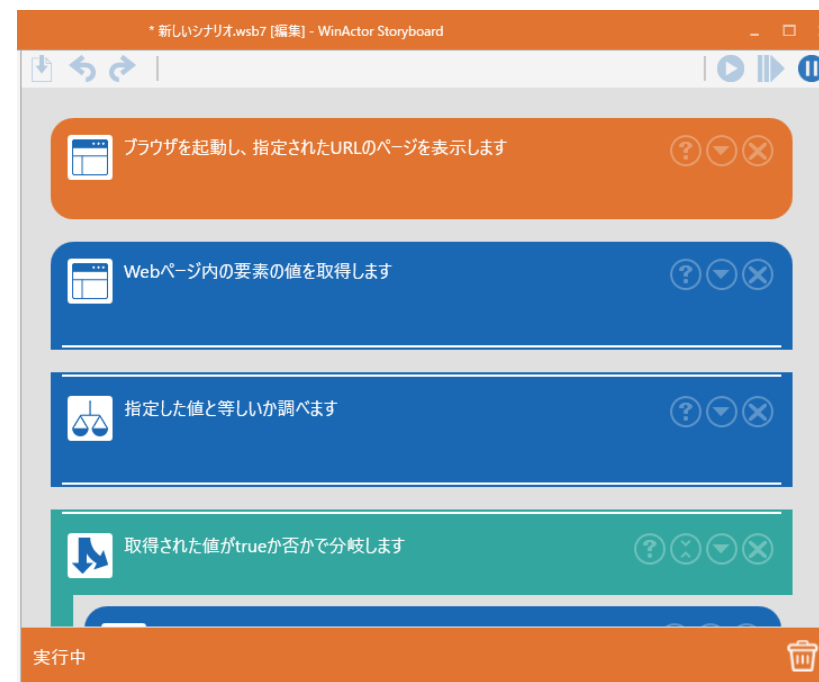 * 新しいシナリオ.wsb7 [編集] - WinActor Storyboard
ブラウザを起動し、指定されたURLのページを表示します
Webページ内の要素の値を取得します
指定した値と等しいか調べます
取得された値がtrueか否かで分岐します
実行中